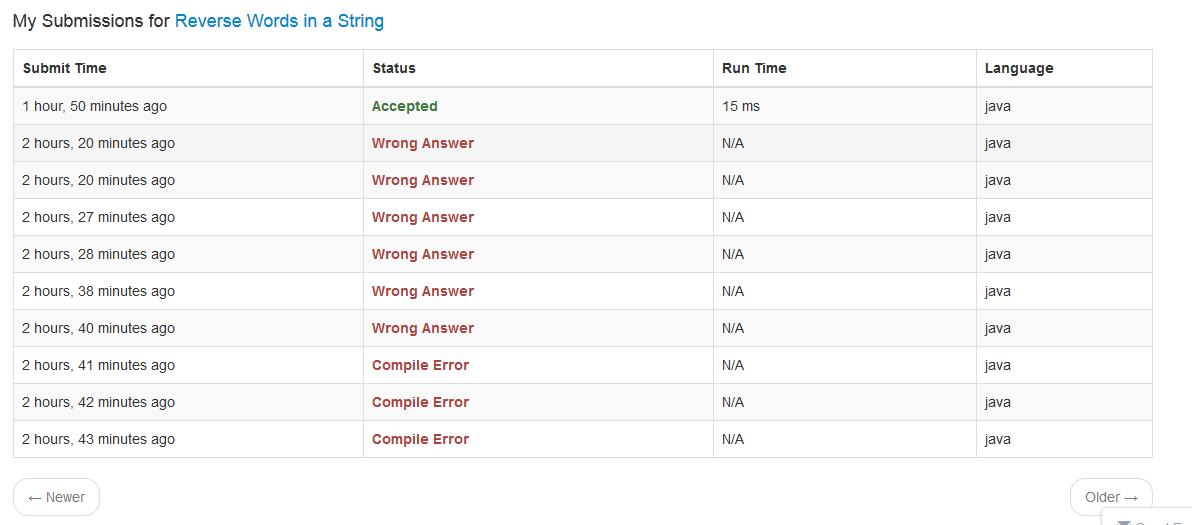 My Submissions for Reverse Words in a String
Submit Time Status Run Time Language
1 hour, 50 minutes ago Accepted 15 ms java
2 hours, 20 minutes ago Wrong Answer N/A java
2 hours, 20 minutes ago Wrong Answer N/A java
2 hours, 27 minutes ago Wrong Answer N/A java
2 hours, 28 minutes ago Wrong Answer N/A java
2 hours, 38 minutes ago Wrong Answer N/A java
2 hours, 40 minutes ago Wrong Answer N/A java
2 hours, 41 minutes ago Compile Error N/A java
2 hours, 42 minutes ago Compile Error N/A java
2 hours, 43 minutes ago Compile Error N/A java
← Newer Older →